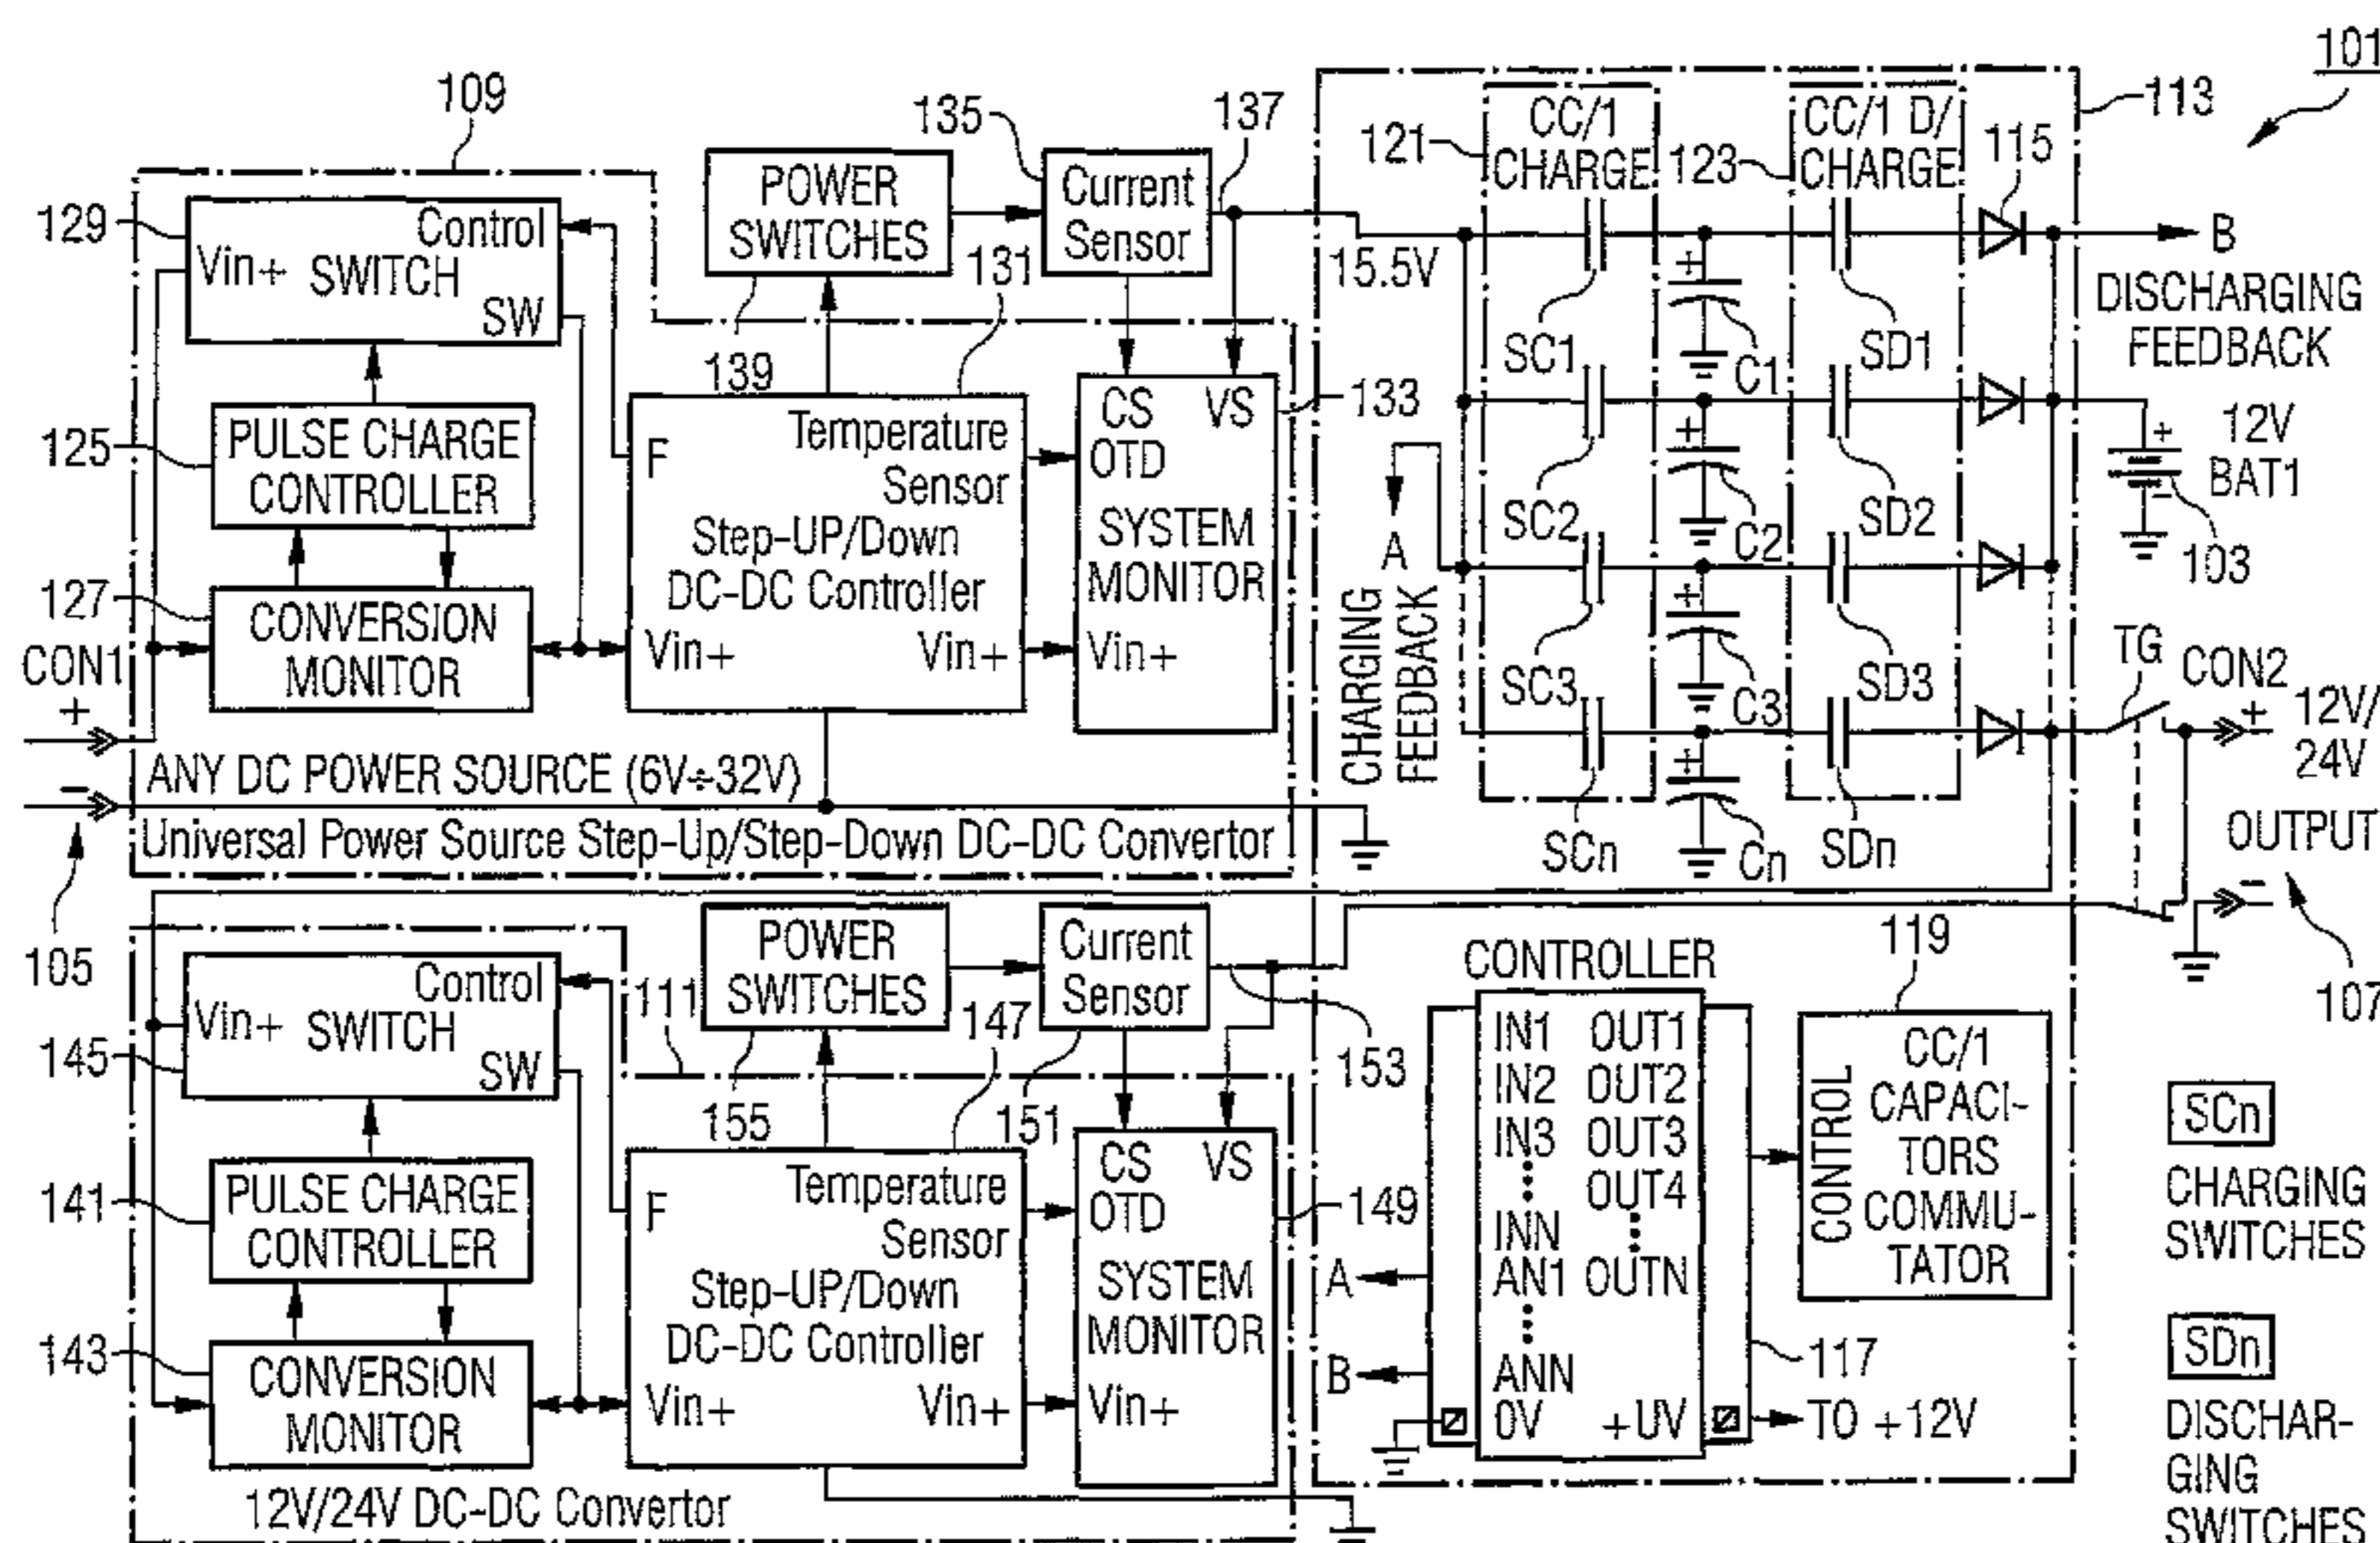 101
109
129
Control
Vin+
SWITCH
SW
125
PULSE CHARGE
CONTROLLER
127
CONVERSION
MONITOR
CON1
+
−
105
ANY DC POWER SOURCE (6V÷32V)
Universal Power Source Step-Up/Step-Down DC-DC Convertor
POWER
SWITCHES
139
135
Current
Sensor
137
131
F
Temperature
Sensor
Step-UP/Down
DC-DC Controller
Vin+
Vin+
CS
VS
OTD
SYSTEM
MONITOR
Vin+
133
15.5V
A
CHARGING
FEEDBACK
121
CC/1
CHARGE
SC1
SC2
SC3
SCn
+
C1
+
C2
+
C3
+
Cn
123
CC/1 D/
CHARGE
SD1
SD2
SD3
SDn
115
113
B
DISCHARGING
FEEDBACK
+
12V
BAT1
−
103
TG
CON2
+
12V/
24V
OUTPUT
−
107
111
145
Control
Vin+
SWITCH
SW
141
PULSE CHARGE
CONTROLLER
143
CONVERSION
MONITOR
12V/24V DC-DC Convertor
POWER
SWITCHES
155
Current
Sensor
151
153
147
F
Temperature
Sensor
Step-UP/Down
DC-DC Controller
Vin+
Vin+
CS
VS
OTD
SYSTEM
MONITOR
Vin+
149
CONTROLLER
IN1 OUT1
IN2 OUT2
IN3 OUT3
OUT4
INN
AN1 OUTN
ANN
0V +UV
A
B
117
TO +12V
119
CONTROL
CC/1
CAPACI-
TORS
COMMU-
TATOR
SCn
CHARGING
SWITCHES
SDn
DISCHAR-
GING
SWITCHES